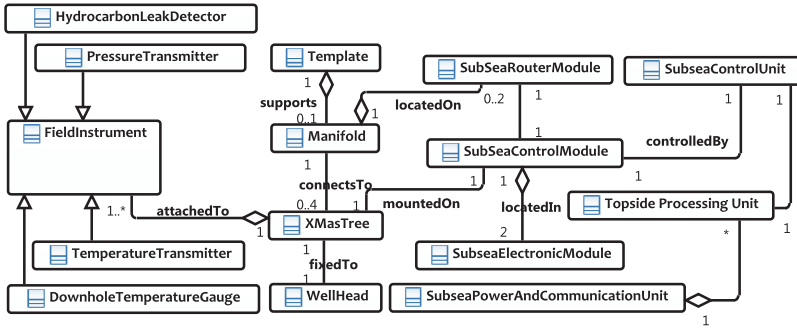 HydrocarbonLeakDetector
PressureTransmitter
Template
SubSeaRouterModule
SubseaControlUnit
1
supports
0..1
1
locatedOn
0..2
1
1
1
FieldInstrument
Manifold
1
SubSeaControlModule
1
controlledBy
1
connectsTo
0..4
1
mountedOn
1
1
locatedIn
2
Topside Processing Unit
1
1..*
attachedTo
1
XMasTree
*
TemperatureTransmitter
1
fixedTo
1
SubseaElectronicModule
DownholeTemperatureGauge
WellHead
SubseaPowerAndCommunicationUnit
1